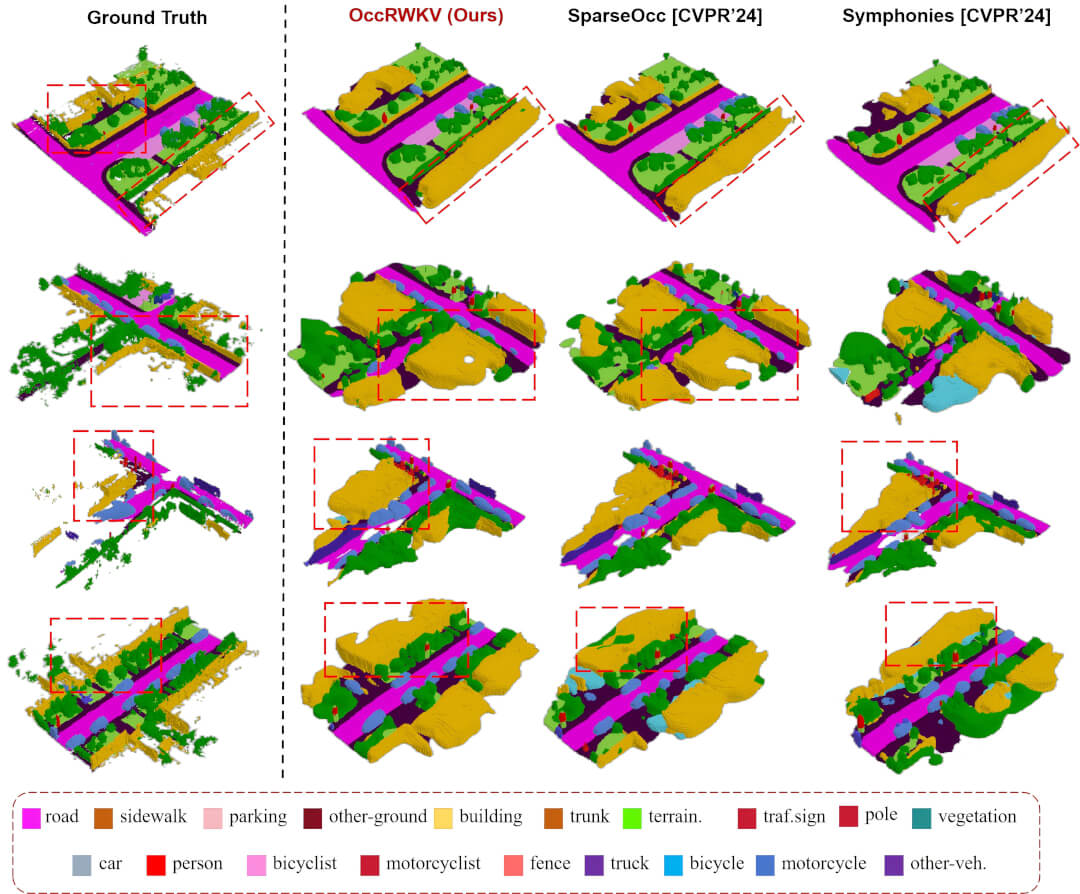 Ground Truth OccRWKV (Ours) SparseOcc [CVPR'24] Symphonies [CVPR'24]
road sidewalk parking other-ground building trunk terrain. traf.sign pole vegetation
car person bicyclist motorcyclist fence truck bicycle motorcycle other-veh.